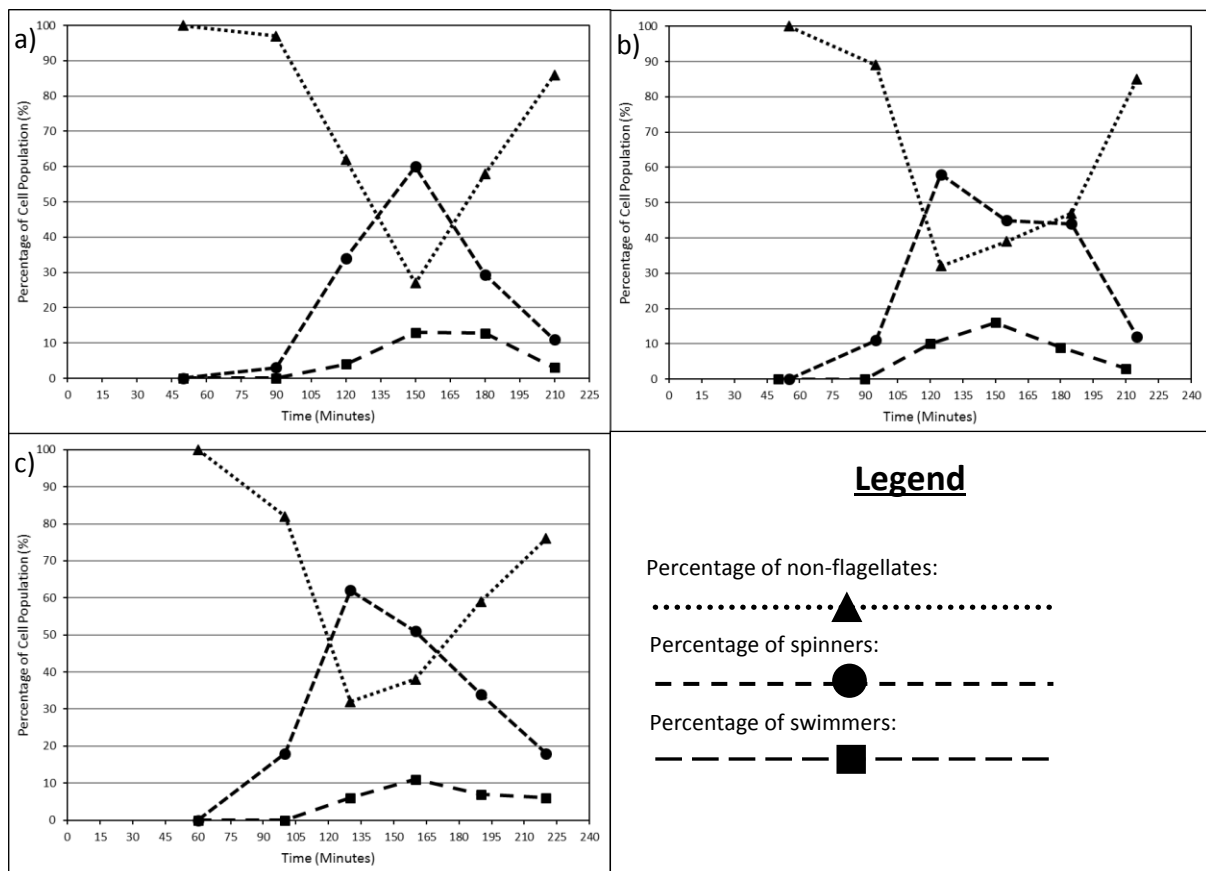 a)
Percentage of Cell Population (%)
100
90
80
70
60
50
40
30
20
10
0
0 15 30 45 60 75 90 105 120 135 150 165 180 195 210 225
Time (Minutes)
b)
Percentage of Cell Population (%)
100
90
80
70
60
50
40
30
20
10
0
0 15 30 45 60 75 90 105 120 135 150 165 180 195 210 225 240
Time (Minutes)
c)
Percentage of Cell Population (%)
100
90
80
70
60
50
40
30
20
10
0
0 15 30 45 60 75 90 105 120 135 150 165 180 195 210 225 240
Time (Minutes)
Legend
Percentage of non-flagellates:
Percentage of spinners:
Percentage of swimmers: